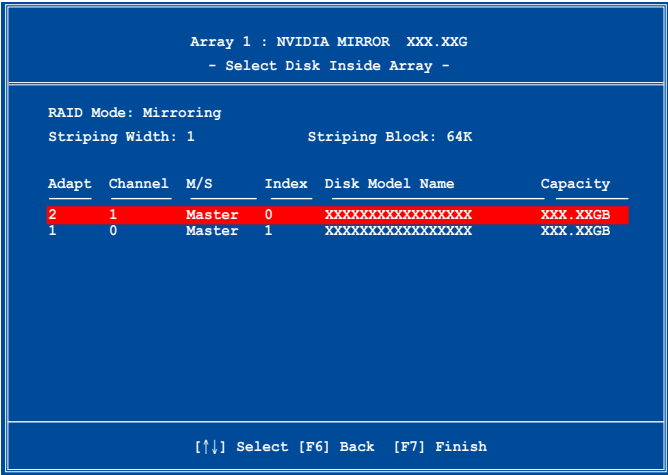 Array 1 : NVIDIA MIRROR XXX.XXG
- Select Disk Inside Array -
RAID Mode: Mirroring
Striping Width: 1 Striping Block: 64K
Adapt Channel M/S Index Disk Model Name Capacity
2 1 Master 0 XXXXXXXXXXXXXXXXX XXX.XXGB
1 0 Master 1 XXXXXXXXXXXXXXXXX XXX.XXGB
[↑↓] Select [F6] Back [F7] Finish